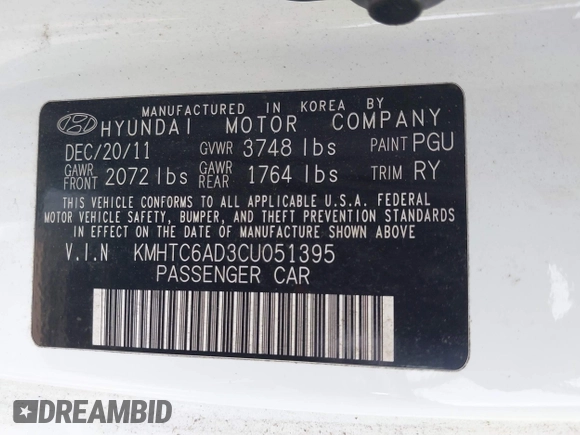 MANUFACTURED IN KOREA BY
HYUNDAI MOTOR COMPANY
DEC/20/11 GVWR 3748 lbs PAINT PGU
GAWR FRONT 2072 lbs GAWR REAR 1764 lbs TRIM RY
THIS VEHICLE CONFORMS TO ALL APPLICABLE U.S.A. FEDERAL
MOTOR VEHICLE SAFETY, BUMPER, AND THEFT PREVENTION STANDARDS
IN EFFECT ON THE DATE OF MANUFACTURE SHOWN ABOVE.
V.I.N KMHTC6AD3CU051395
PASSENGER CAR
DREAMBID